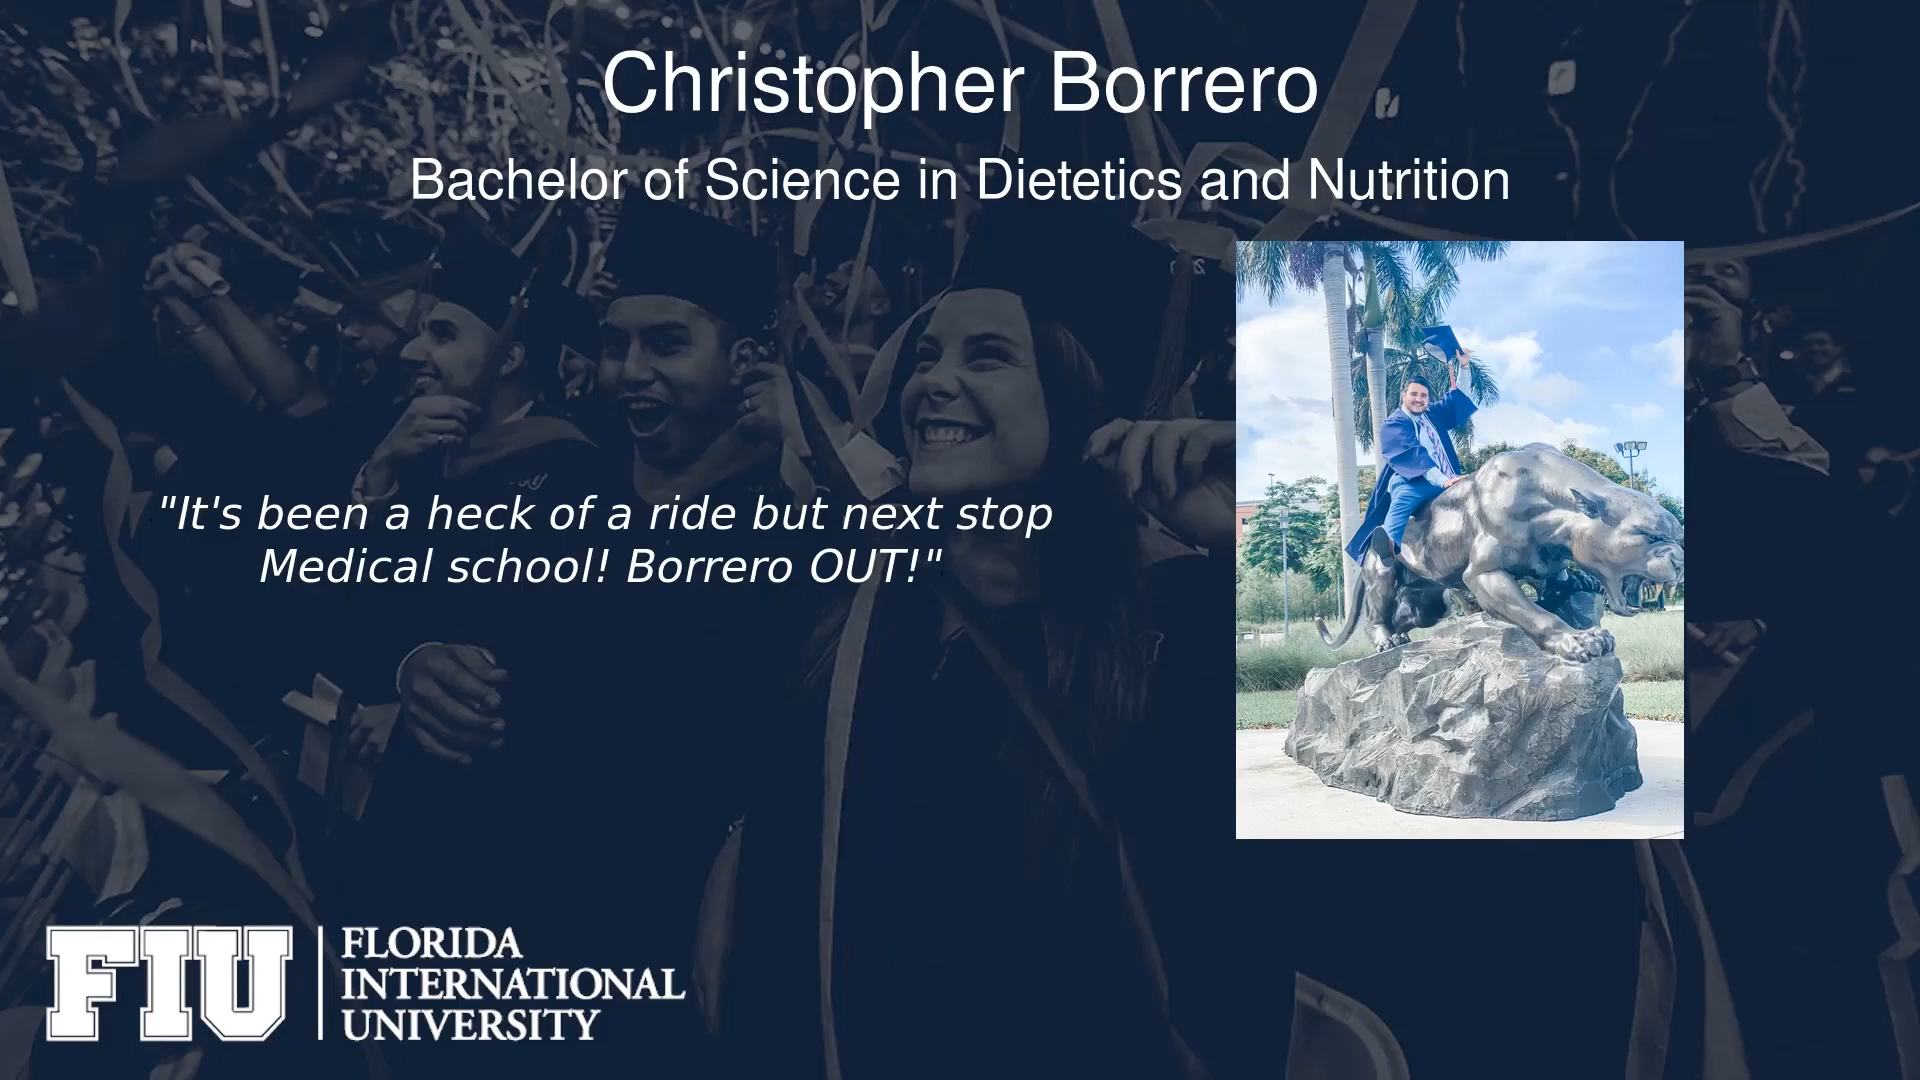 Christopher Borrero
Bachelor of Science in Dietetics and Nutrition
"It's been a heck of a ride but next stop
Medical school! Borrero OUT!"
FIU
FLORIDA
INTERNATIONAL
UNIVERSITY